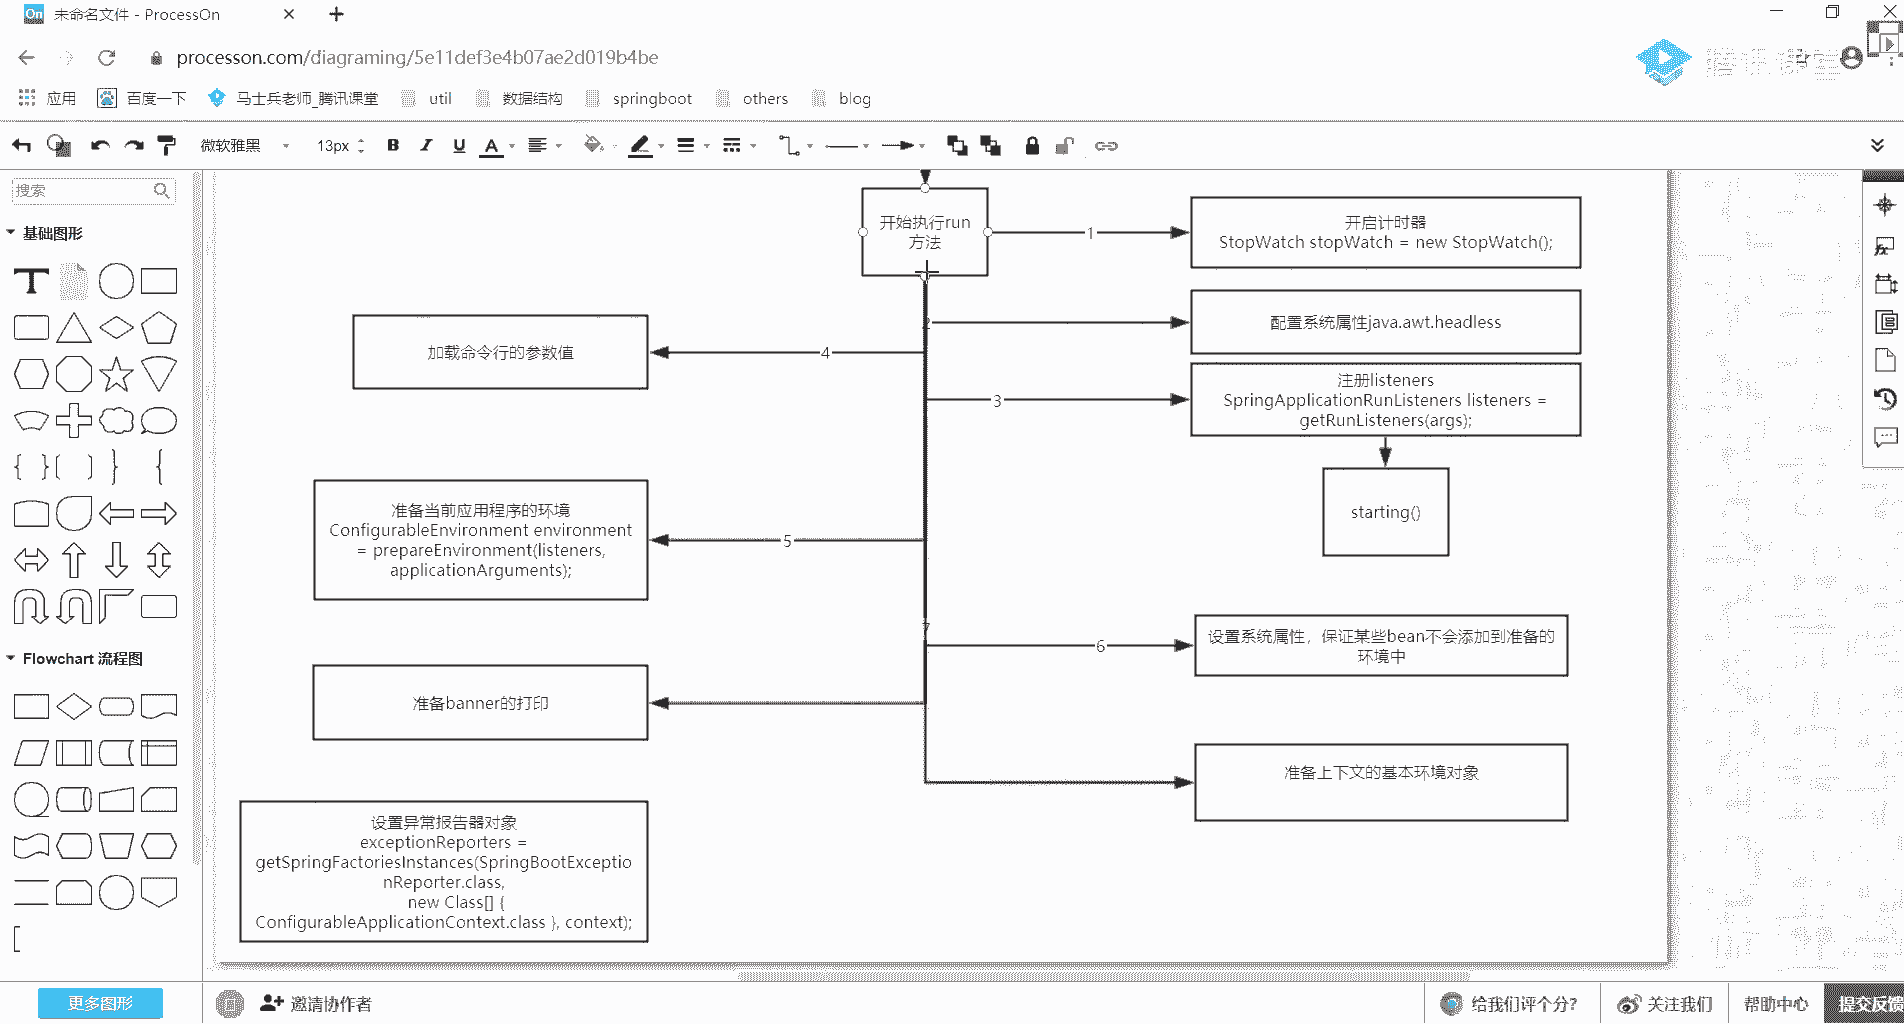 未命名文件 - ProcessOn
processon.com/diagraming/5e11def3e4b07ae2d019b4be
腾讯课堂
应用
百度一下
马士兵老师_腾讯课堂
util
数据结构
springboot
others
blog
微软雅黑
13px
B I U A
搜索
基础图形
Flowchart 流程图
更多图形
开始执行run
方法
1
开启计时器
StopWatch stopWatch = new StopWatch();
2
配置系统属性java.awt.headless
4
加载命令行的参数值
3
注册listeners
SpringApplicationRunListeners listeners =
getRunListeners(args);
starting()
5
准备当前应用程序的环境
ConfigurableEnvironment environment
= prepareEnvironment(listeners,
applicationArguments);
7
6
设置系统属性，保证某些bean不会添加到准备的
环境中
准备banner的打印
准备上下文的基本环境对象
设置异常报告器对象
exceptionReporters =
getSpringFactoriesInstances(SpringBootExceptio
nReporter.class,
new Class[] {
ConfigurableApplicationContext.class }, context);
邀请协作者
给我们评个分?
关注我们
帮助中心
提交反馈